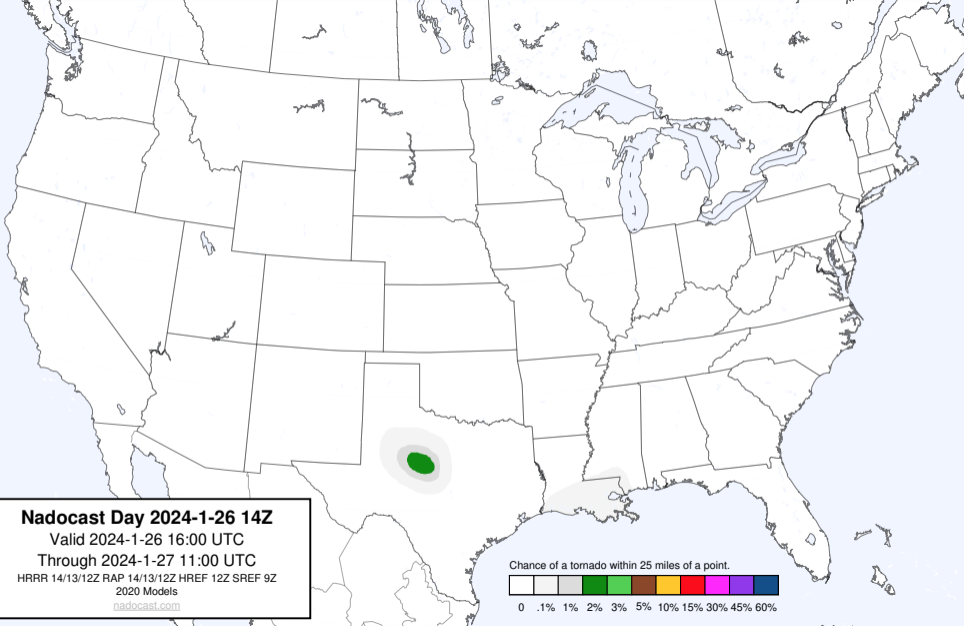 Nadocast Day 2024-1-26 14Z
Valid 2024-1-26 16:00 UTC
Through 2024-1-27 11:00 UTC
HRRR 14/13/12Z RAP 14/13/12Z HREF 12Z SREF 9Z
2020 Models
nadocast.com
Chance of a tornado within 25 miles of a point.
0 .1% 1% 2% 3% 5% 10% 15% 30% 45% 60%